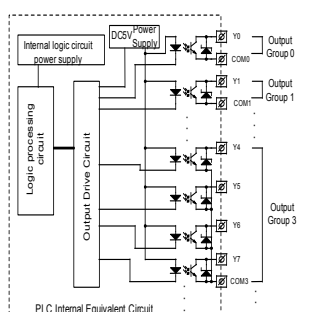 Internal logic circuit
power supply
DC5V Power
Supply
Logic processing
circuit
Output Drive Circuit
Y0
COM0
Output
Group 0
Y1
COM1
Output
Group 1
Y4
Y5
Y6
Y7
COM3
Output
Group 3
PLC Internal Equivalent Circuit